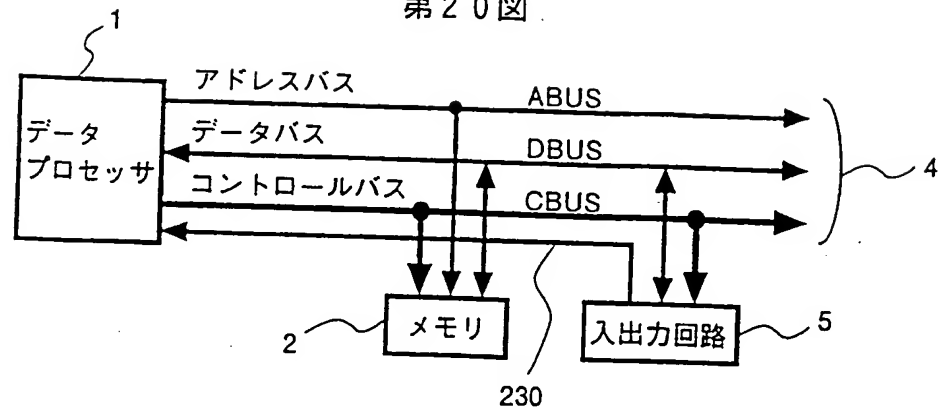 第20図
1
データ
プロセッサ
アドレスバス
ABUS
データバス
DBUS
コントロールバス
CBUS
4
メモリ
2
入出力回路
5
230